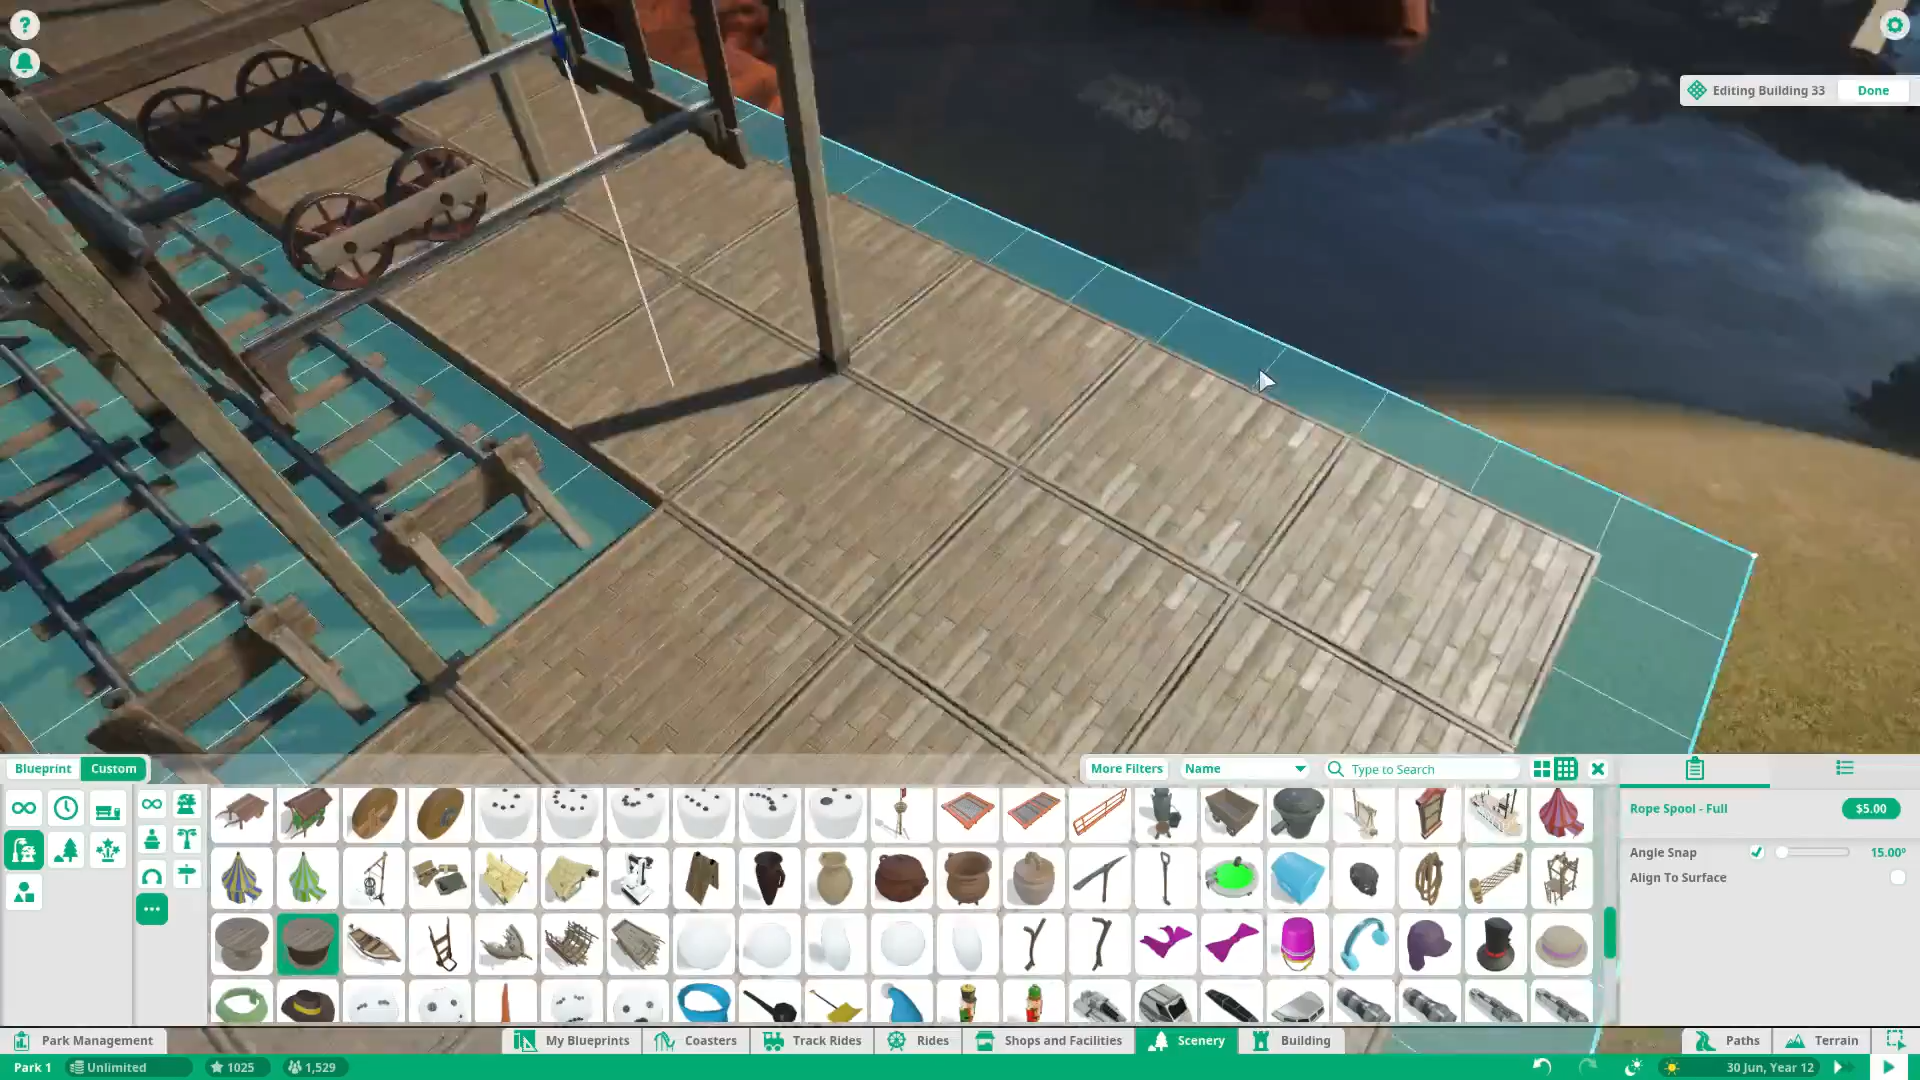 ?
Editing Building 33 Done
Blueprint Custom
More Filters Name Type to Search
Rope Spool - Full $5.00
Angle Snap 15.00°
Align To Surface
Park Management My Blueprints Coasters Track Rides Rides Shops and Facilities Scenery Building Paths Terrain
Park 1 Unlimited 1025 1,529 30 Jun, Year 12